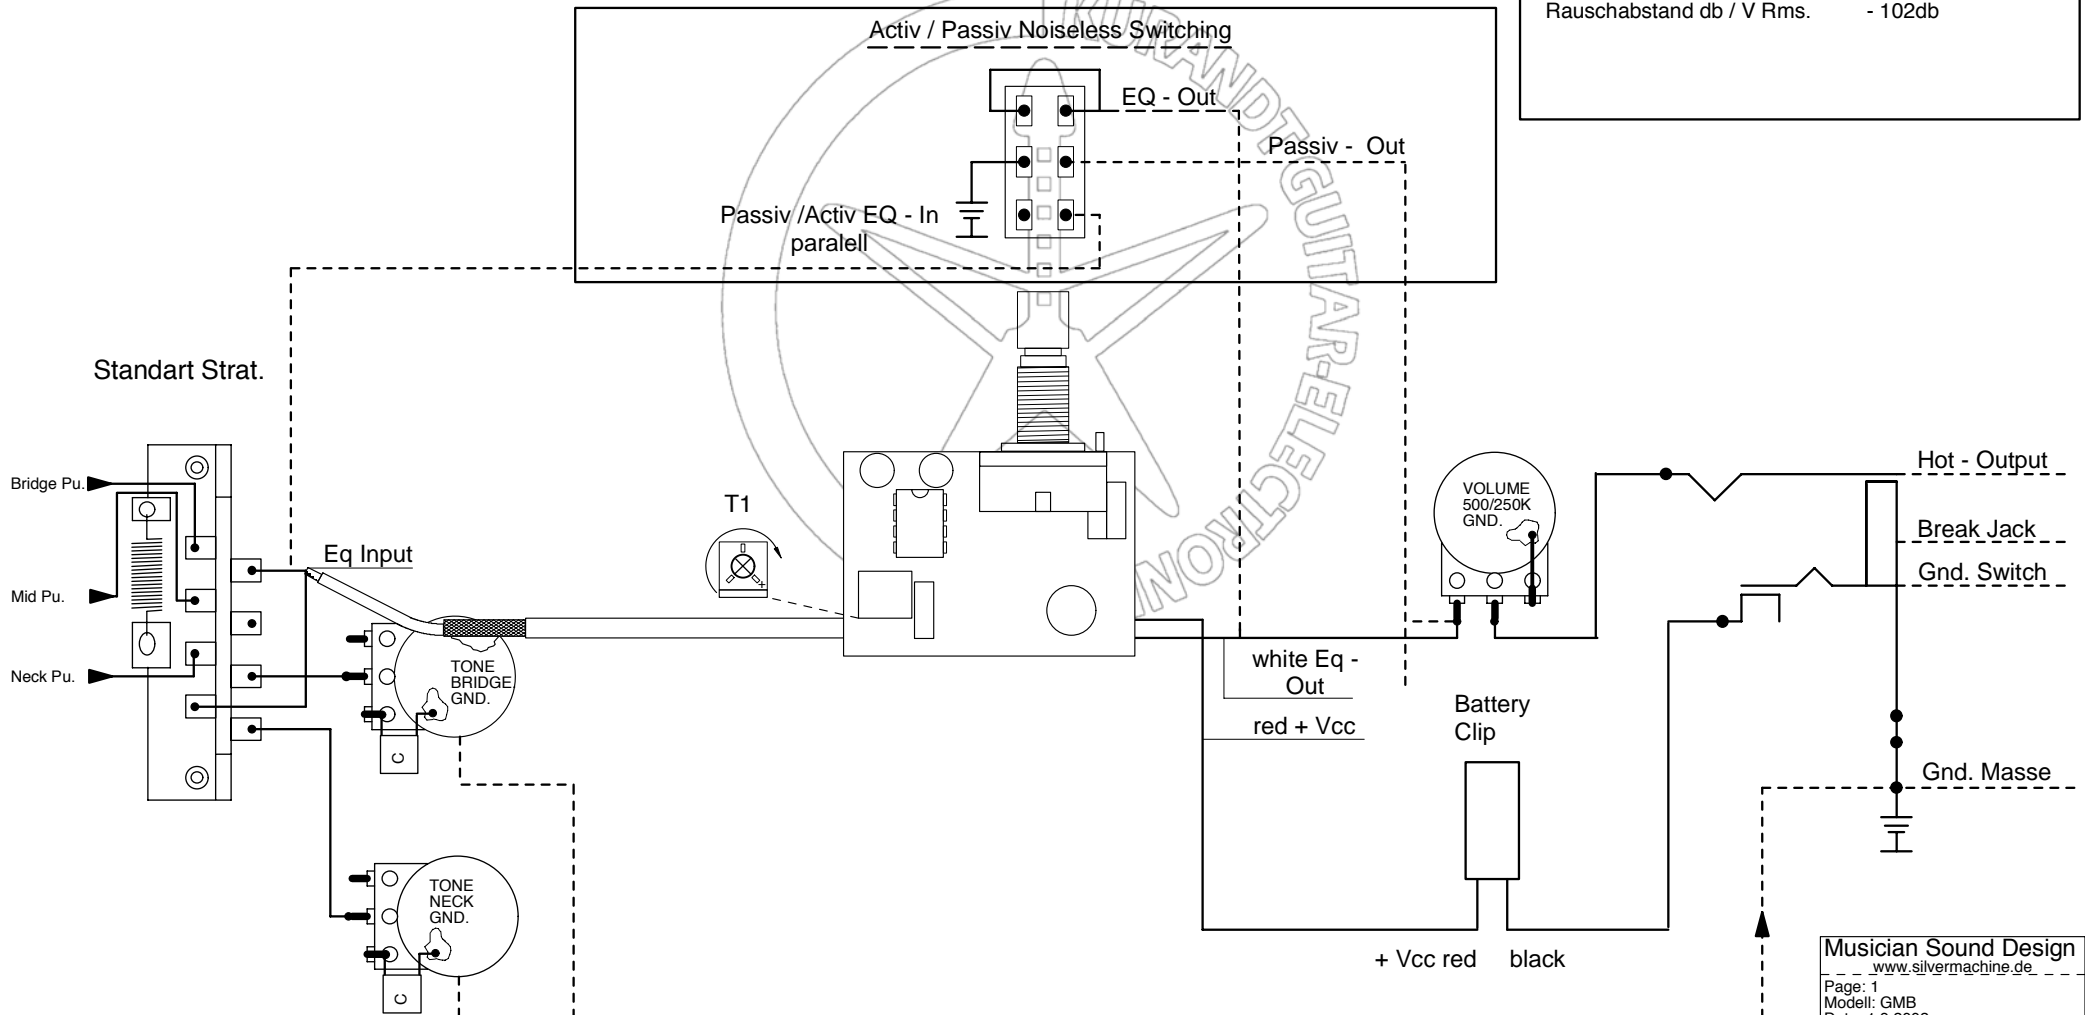 Rauschabstand db / V Rms. - 102db
Activ / Passiv Noiseless Switching
EQ - Out
Passiv - Out
Passiv /Activ EQ - In
paralell
KURANDT GUITAR-ELECTRONI
Standart Strat.
Bridge Pu.
Mid Pu.
Neck Pu.
Eq Input
T1
TONE
BRIDGE
GND.
C
TONE
NECK
GND.
C
VOLUME
500/250K
GND.
Hot - Output
Break Jack
Gnd. Switch
white Eq -
Out
red + Vcc
Battery
Clip
Gnd. Masse
+ Vcc red black
Musician Sound Design
www.silvermachine.de
Page: 1
Modell: GMB